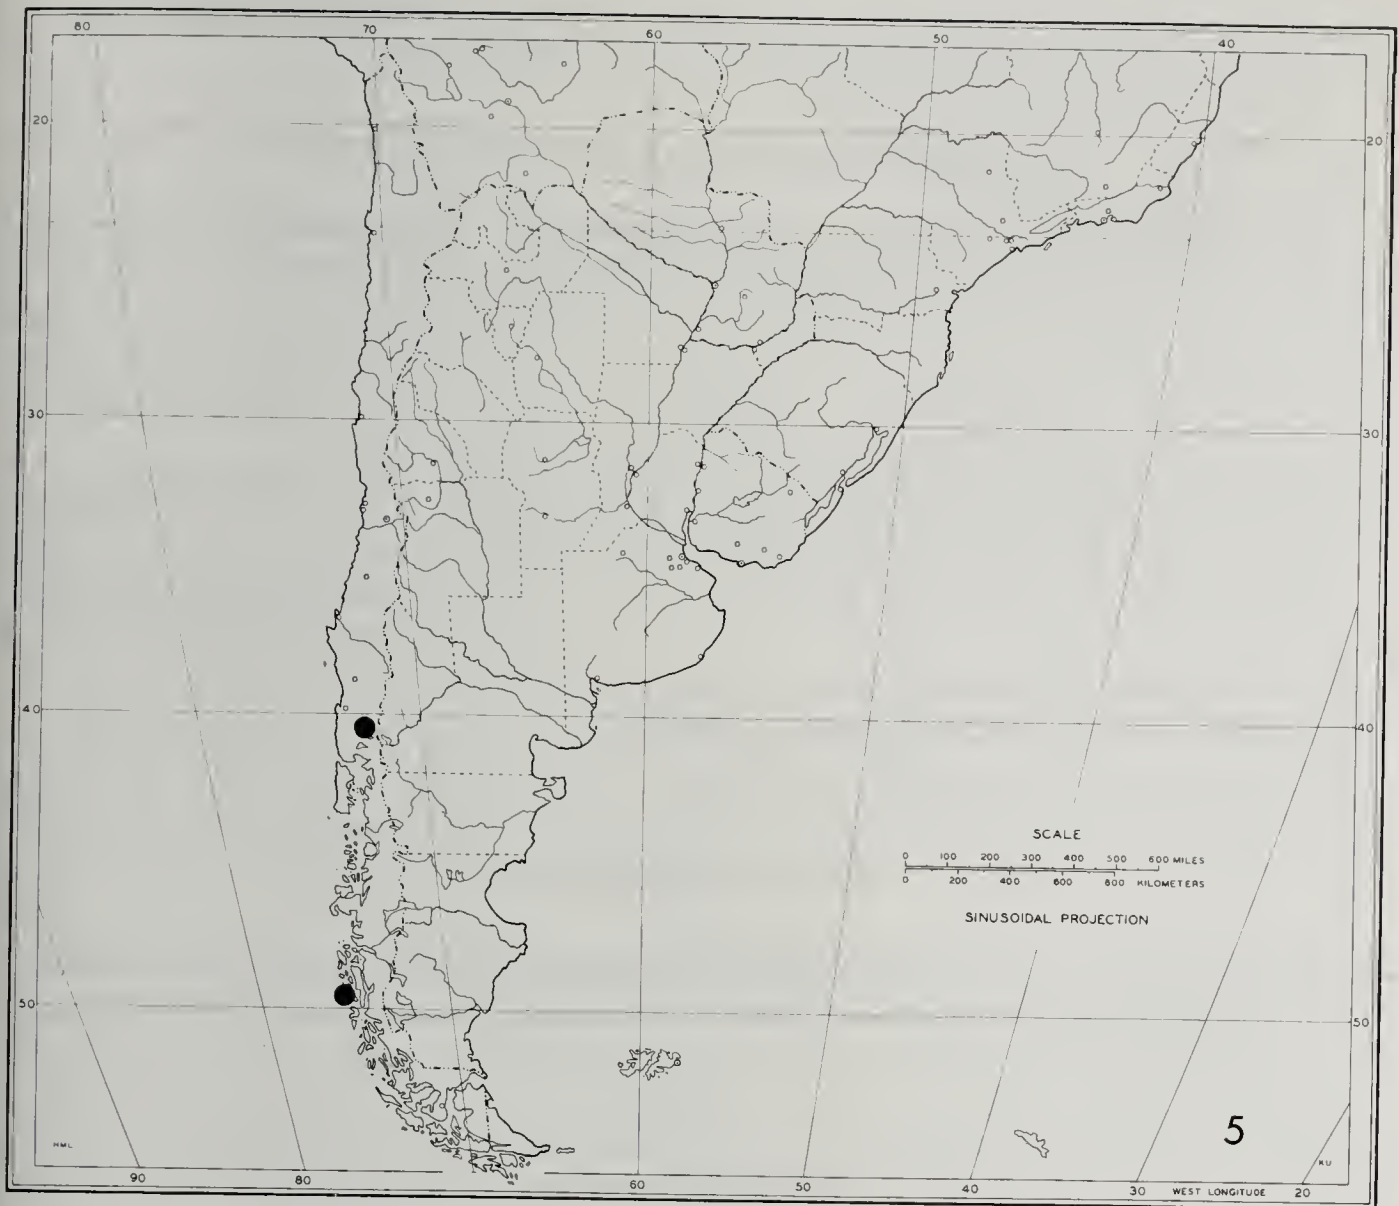 80 70 60 50 40
20 20
30 30
40 40
SCALE
0 100 200 300 400 500 600 MILES
0 200 400 600 800 KILOMETERS
SINUSOIDAL PROJECTION
50 50
5
HML KU
90 80 60 50 40 30 WEST LONGITUDE 20